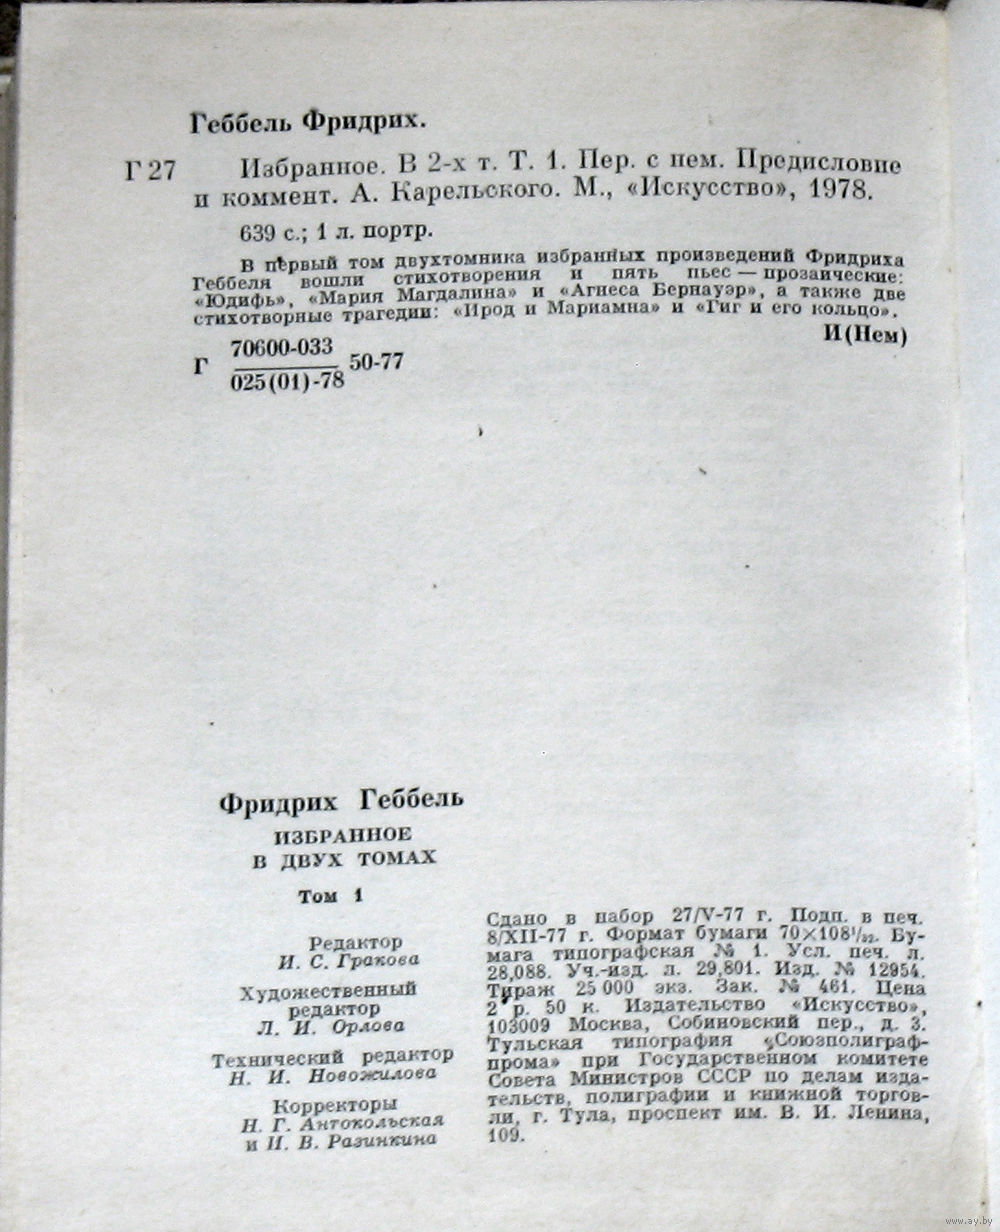 Геббель Фридрих.
Г 27
Избранное. В 2-х т. Т. 1. Пер. с нем. Предисловие
и коммент. А. Карельского. М., «Искусство», 1978.
639 с.; 1 л. портр.
В первый том двухтомника избранных произведений Фридриха
Геббеля вошли стихотворения и пять пьес — прозаические:
«Юдифь», «Мария Магдалина» и «Агнеса Бернауэр», а также две
стихотворные трагедии: «Ирод и Мариамна» и «Гиг и его кольцо».
Г 70600-033 / 025(01)-78 50-77
И(Нем)
Фридрих Геббель
ИЗБРАННОЕ
В ДВУХ ТОМАХ
Том 1
Редактор
И. С. Гракова
Художественный
редактор
Л. И. Орлова
Технический редактор
Н. И. Новожилова
Корректоры
Н. Г. Антокольская
и И. В. Разинкина
Сдано в набор 27/V-77 г. Подп. в печ.
8/XII-77 г. Формат бумаги 70×108¹/₃₂. Бу-
мага типографская № 1. Усл. печ. л.
28,088. Уч.-изд. л. 29,801. Изд. № 12954.
Тираж 25 000 экз. Зак. № 461. Цена
2 р. 50 к. Издательство «Искусство»,
103009 Москва, Собиновский пер., д. 3.
Тульская типография «Союзполиграф-
прома» при Государственном комитете
Совета Министров СССР по делам изда-
тельств, полиграфии и книжной торгов-
ли, г. Тула, проспект им. В. И. Ленина,
109.
www.ay.by